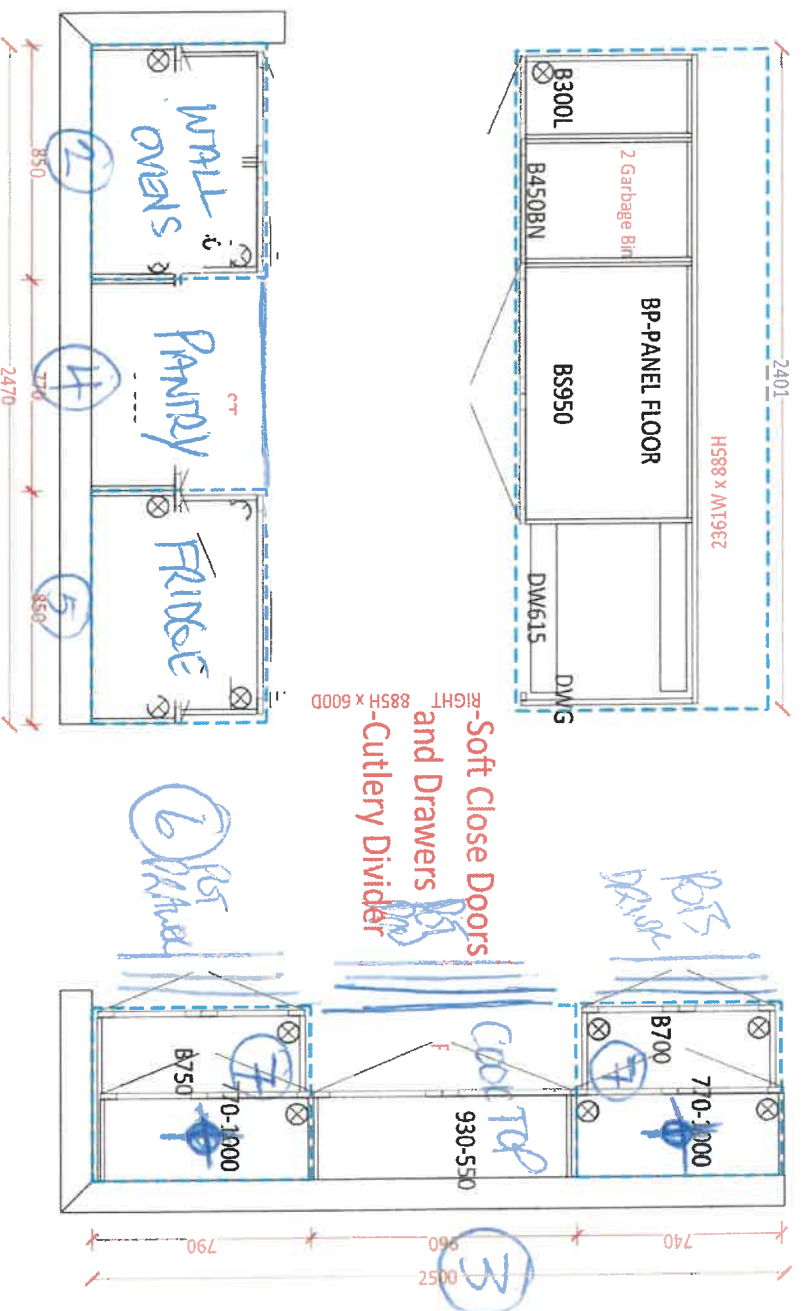 2401
2361W x 885H
B300L
2 Garbage Bin
B450BN
BP-PANEL FLOOR
BS950
DW615
DWG
WALL
OVENS
PANTRY
FRIDGE
2
4
5
850
770
850
2470
RIGHT 885H x 600D
-Soft Close Doors
and Drawers
-Cutlery Divider
6
POT
DRAWER
POTS
DRAWER
B750
7
770-1000
COOK TOP
930-550
B700
7
770-1000
790
740
3
2500